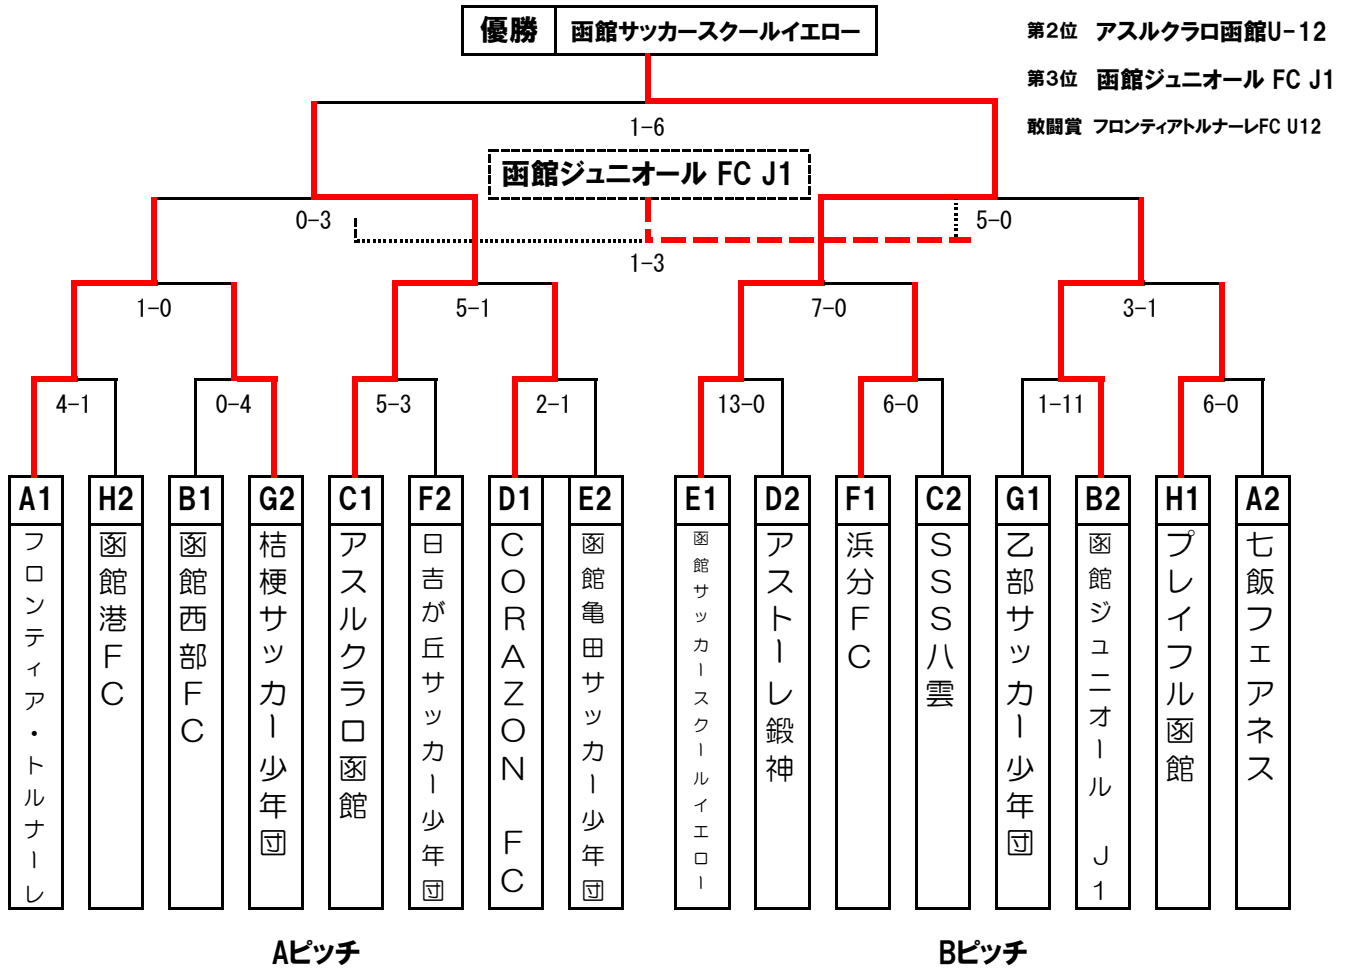 優勝 函館サッカースクールイエロー
第2位 アスルクラロ函館U-12
第3位 函館ジュニオール FC J1
敢闘賞 フロンティアトルナーレFC U12
1-6
函館ジュニオール FC J1
0-3 5-0
1-3
1-0 5-1 7-0 3-1
4-1 0-4 5-3 2-1 13-0 6-0 1-11 6-0
A1 H2 B1 G2 C1 F2 D1 E2 E1 D2 F1 C2 G1 B2 H1 A2
フロンティア・トルナーレ
函館港FC
函館西部FC
桔梗サッカー少年団
アスルクラロ函館
日吉が丘サッカー少年団
CORAZON FC
函館亀田サッカー少年団
函館サッカースクールイエロー
アストーレ鍛神
浜分FC
SSS八雲
乙部サッカー少年団
函館ジュニオール J1
プレイフル函館
七飯フェアネス
Aピッチ Bピッチ